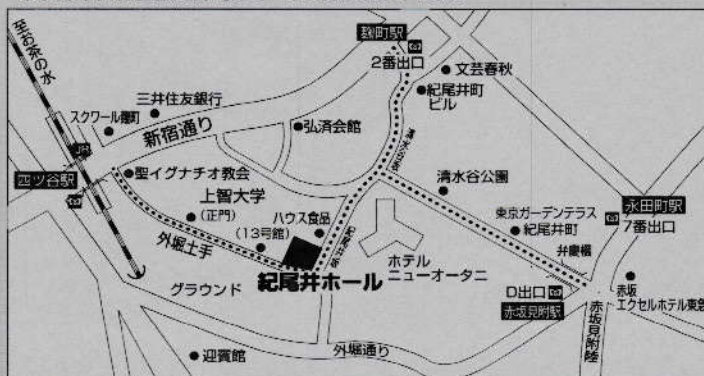 至お茶の水
麹町駅
2番出口
文芸春秋
紀尾井町
ビル
三井住友銀行
スクワール麹町
新宿通り
弘済会館
JR
四ツ谷駅
聖イグナチオ教会
上智大学
(正門)
ハウス食品
(13号館)
外堀土手
清水谷公園
東京ガーデンテラス
紀尾井町
永田町駅
7番出口
弁慶橋
ホテル
ニューオータニ
紀尾井ホール
グラウンド
D出口
赤坂見附駅
赤坂
エクセルホテル東急
赤坂見附陸
迎賓館
外堀通り